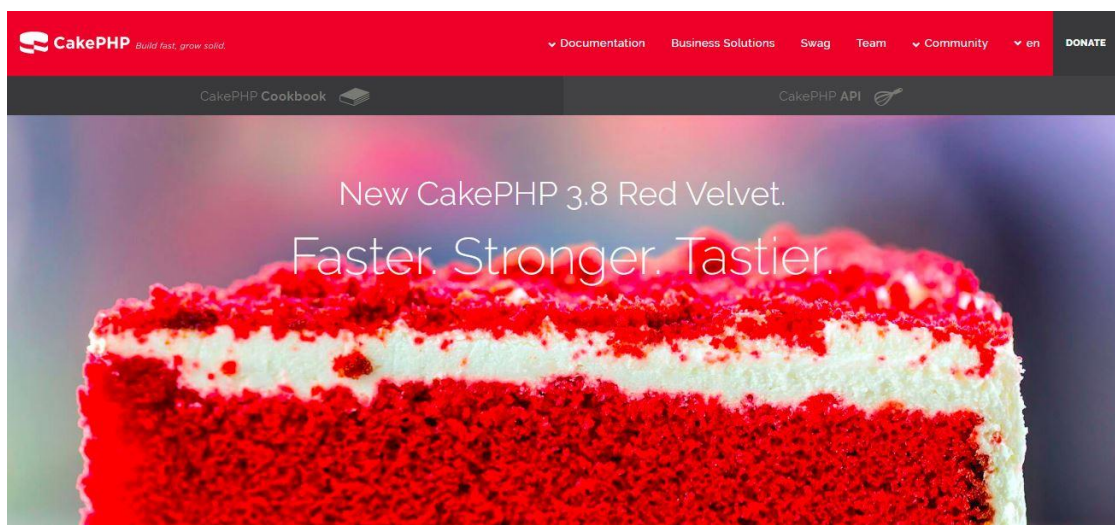 CakePHP Build fast, grow solid.
Documentation Business Solutions Swag Team Community en DONATE
CakePHP Cookbook CakePHP API
New CakePHP 3.8 Red Velvet.
Faster. Stronger. Tastier.